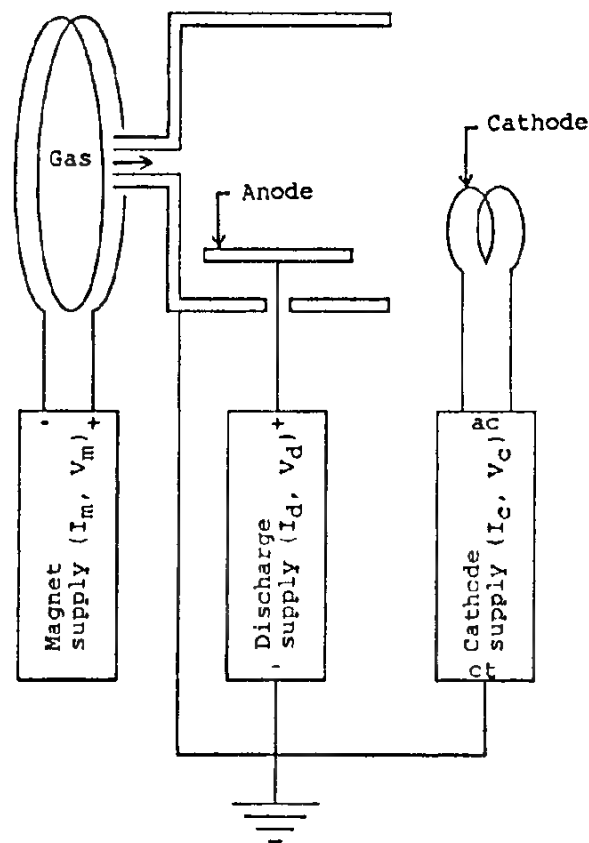 Cathode
Gas
Anode
- +
Magnet
supply (Im, Vm)
+
Discharge
supply (Id, Vd)
-
ac
Cathode
supply (Ic, Vc)
ct